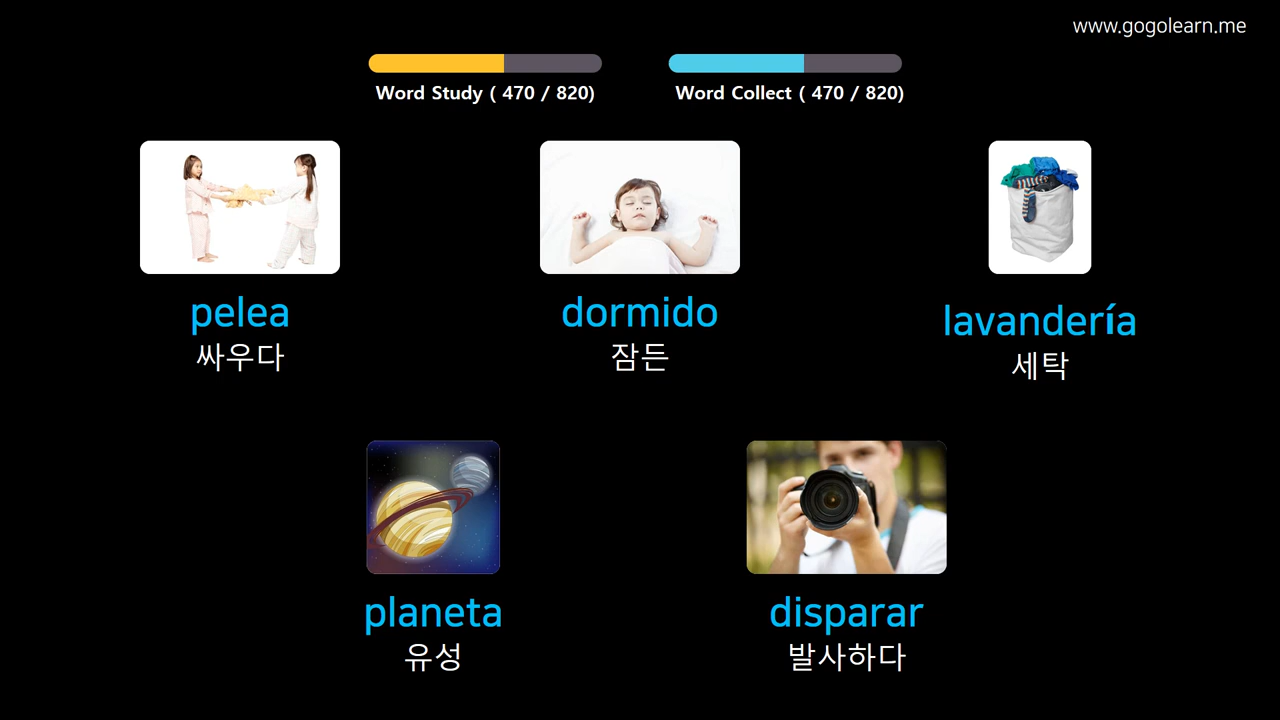 www.gogolearn.me
Word Study ( 470 / 820)
Word Collect ( 470 / 820)
pelea
싸우다
dormido
잠든
lavandería
세탁
planeta
유성
disparar
발사하다